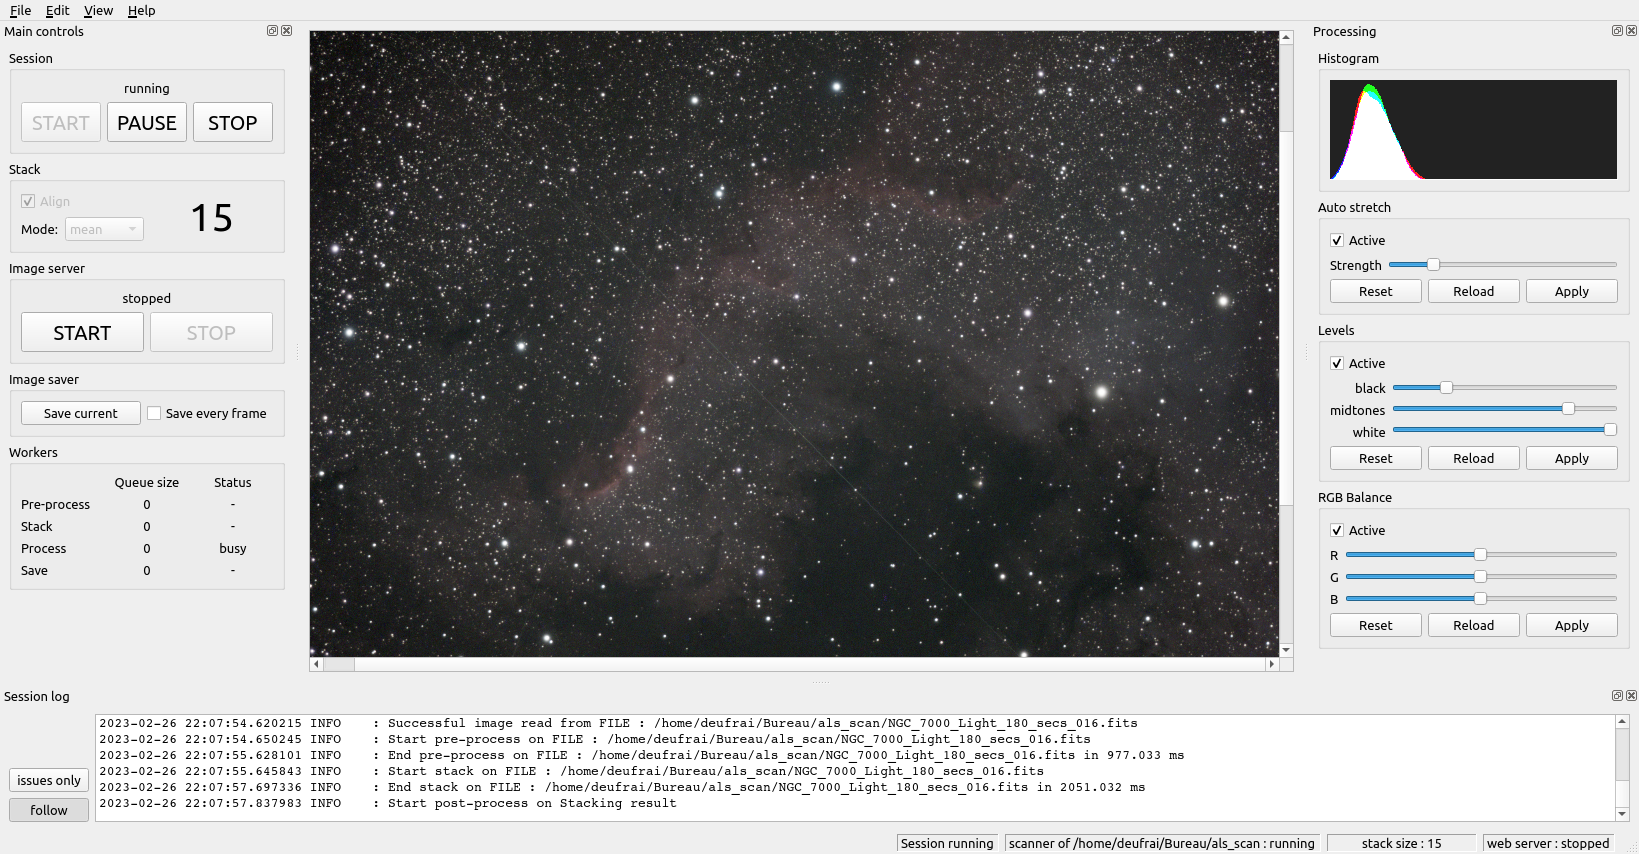 File Edit View Help
Main controls
Session
running
START PAUSE STOP
Stack
Align
Mode: mean
15
Image server
stopped
START STOP
Image saver
Save current Save every frame
Workers
Queue size Status
Pre-process 0 -
Stack 0 -
Process 0 busy
Save 0 -
Processing
Histogram
Auto stretch
Active
Strength
Reset Reload Apply
Levels
Active
black
midtones
white
Reset Reload Apply
RGB Balance
Active
R
G
B
Reset Reload Apply
Session log
issues only
follow
2023-02-26 22:07:54.620215 INFO : Successful image read from FILE : /home/deufrai/Bureau/als_scan/NGC_7000_Light_180_secs_016.fits
2023-02-26 22:07:54.650245 INFO : Start pre-process on FILE : /home/deufrai/Bureau/als_scan/NGC_7000_Light_180_secs_016.fits
2023-02-26 22:07:55.628101 INFO : End pre-process on FILE : /home/deufrai/Bureau/als_scan/NGC_7000_Light_180_secs_016.fits in 977.033 ms
2023-02-26 22:07:55.645843 INFO : Start stack on FILE : /home/deufrai/Bureau/als_scan/NGC_7000_Light_180_secs_016.fits
2023-02-26 22:07:57.697336 INFO : End stack on FILE : /home/deufrai/Bureau/als_scan/NGC_7000_Light_180_secs_016.fits in 2051.032 ms
2023-02-26 22:07:57.837983 INFO : Start post-process on Stacking result
Session running scanner of /home/deufrai/Bureau/als_scan : running stack size : 15 web server : stopped